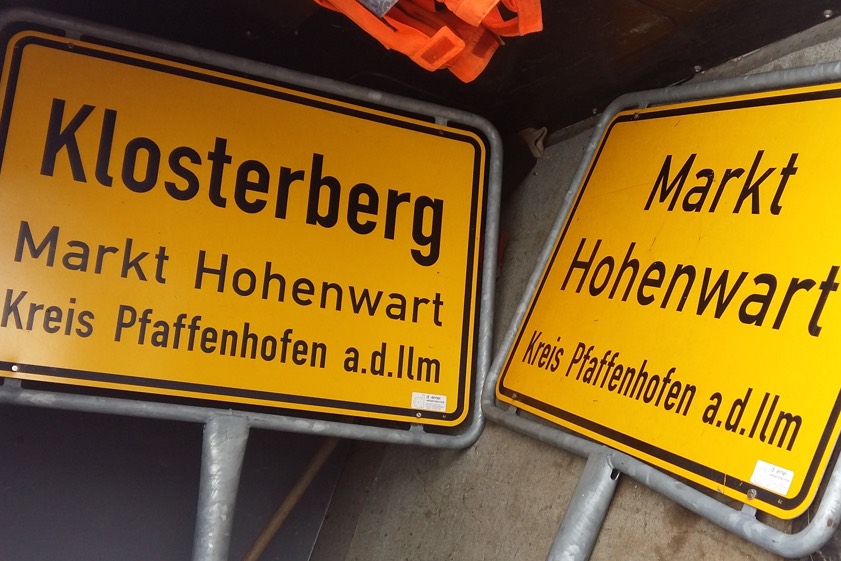 Klosterberg
Markt Hohenwart
Kreis Pfaffenhofen a.d.Ilm
Markt
Hohenwart
Kreis Pfaffenhofen a.d.Ilm